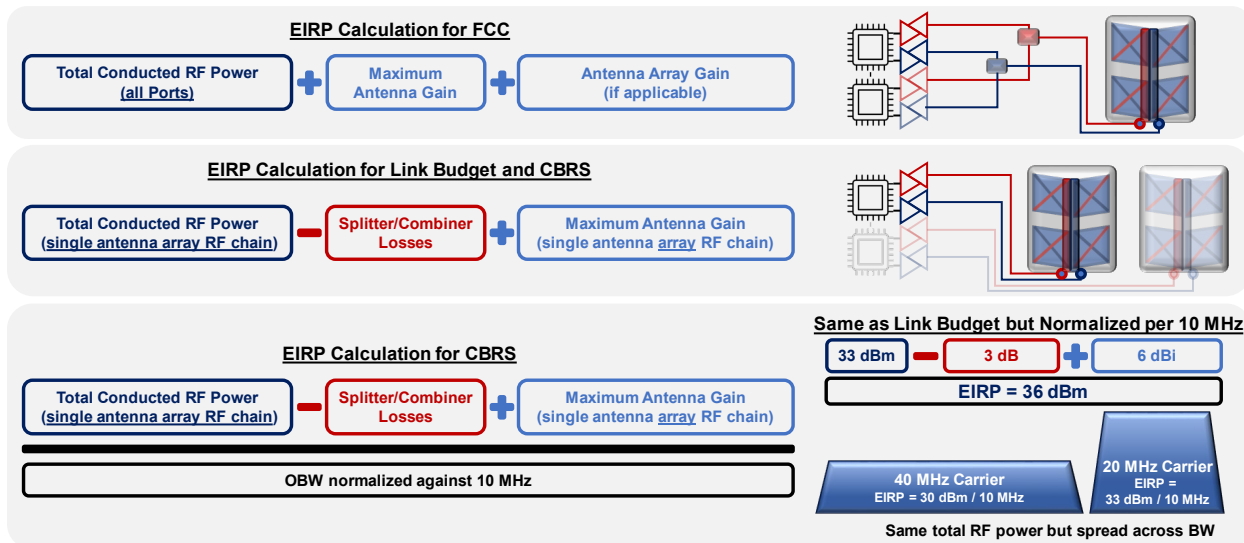 EIRP Calculation for FCC
Total Conducted RF Power
(all Ports)
Maximum
Antenna Gain
Antenna Array Gain
(if applicable)
EIRP Calculation for Link Budget and CBRS
Total Conducted RF Power
(single antenna array RF chain)
Splitter/Combiner
Losses
Maximum Antenna Gain
(single antenna array RF chain)
EIRP Calculation for CBRS
Total Conducted RF Power
(single antenna array RF chain)
Splitter/Combiner
Losses
Maximum Antenna Gain
(single antenna array RF chain)
OBW normalized against 10 MHz
Same as Link Budget but Normalized per 10 MHz
33 dBm
3 dB
6 dBi
EIRP = 36 dBm
40 MHz Carrier
EIRP = 30 dBm / 10 MHz
20 MHz Carrier
EIRP =
33 dBm / 10 MHz
Same total RF power but spread across BW